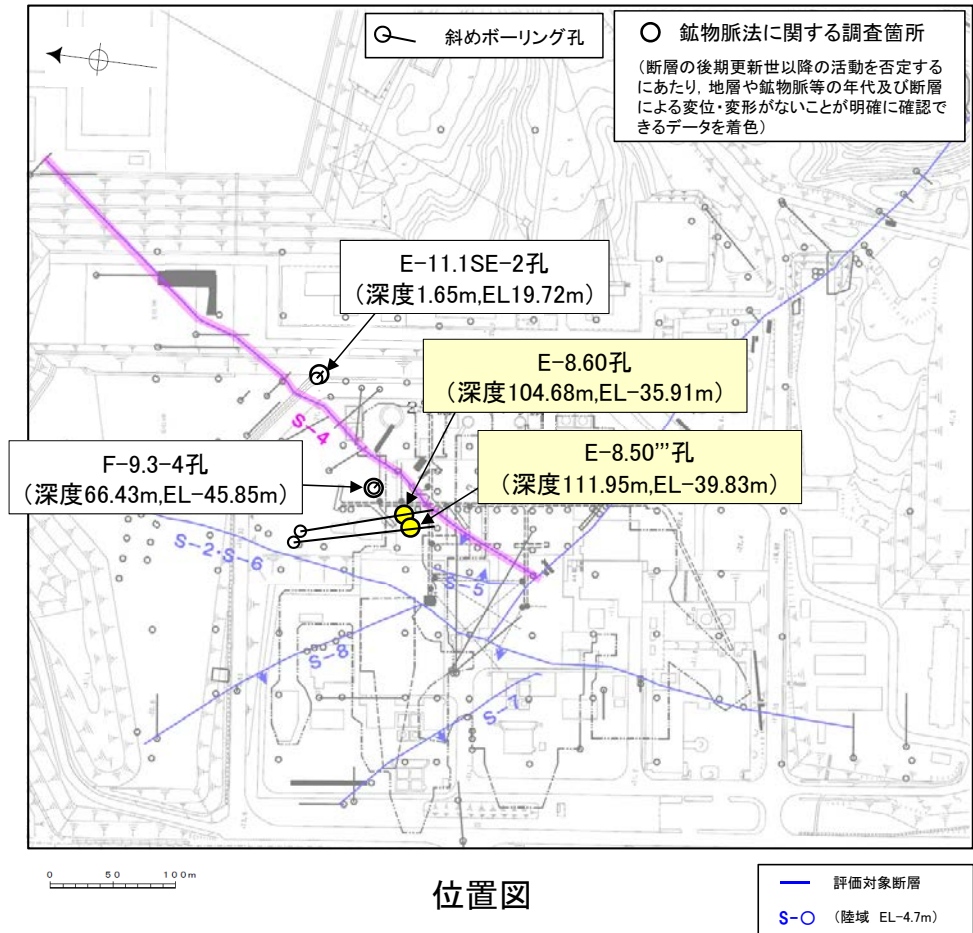 斜めボーリング孔
鉱物脈法に関する調査箇所
(断層の後期更新世以降の活動を否定する
にあたり，地層や鉱物脈等の年代及び断層
による変位・変形がないことが明確に確認で
きるデータを着色)
E-11.1SE-2孔
(深度1.65m,EL19.72m)
E-8.60孔
(深度104.68m,EL-35.91m)
S-4
F-9.3-4孔
(深度66.43m,EL-45.85m)
E-8.50’’’孔
(深度111.95m,EL-39.83m)
S-2・S-6
S-5
S-8
S-7
0 50 100m
位置図
評価対象断層
S-○ (陸域 EL-4.7m)